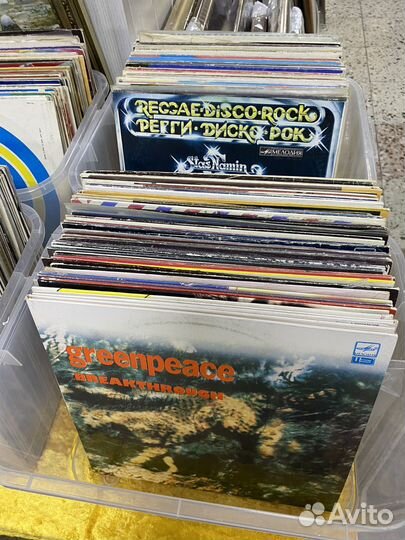 REGGAE·DISCO·ROCK
РЕГГИ·ДИСКО·РОК
МЕЛОДИЯ
Stas Namin
greenpeace
BREAKTHROUGH
Avito